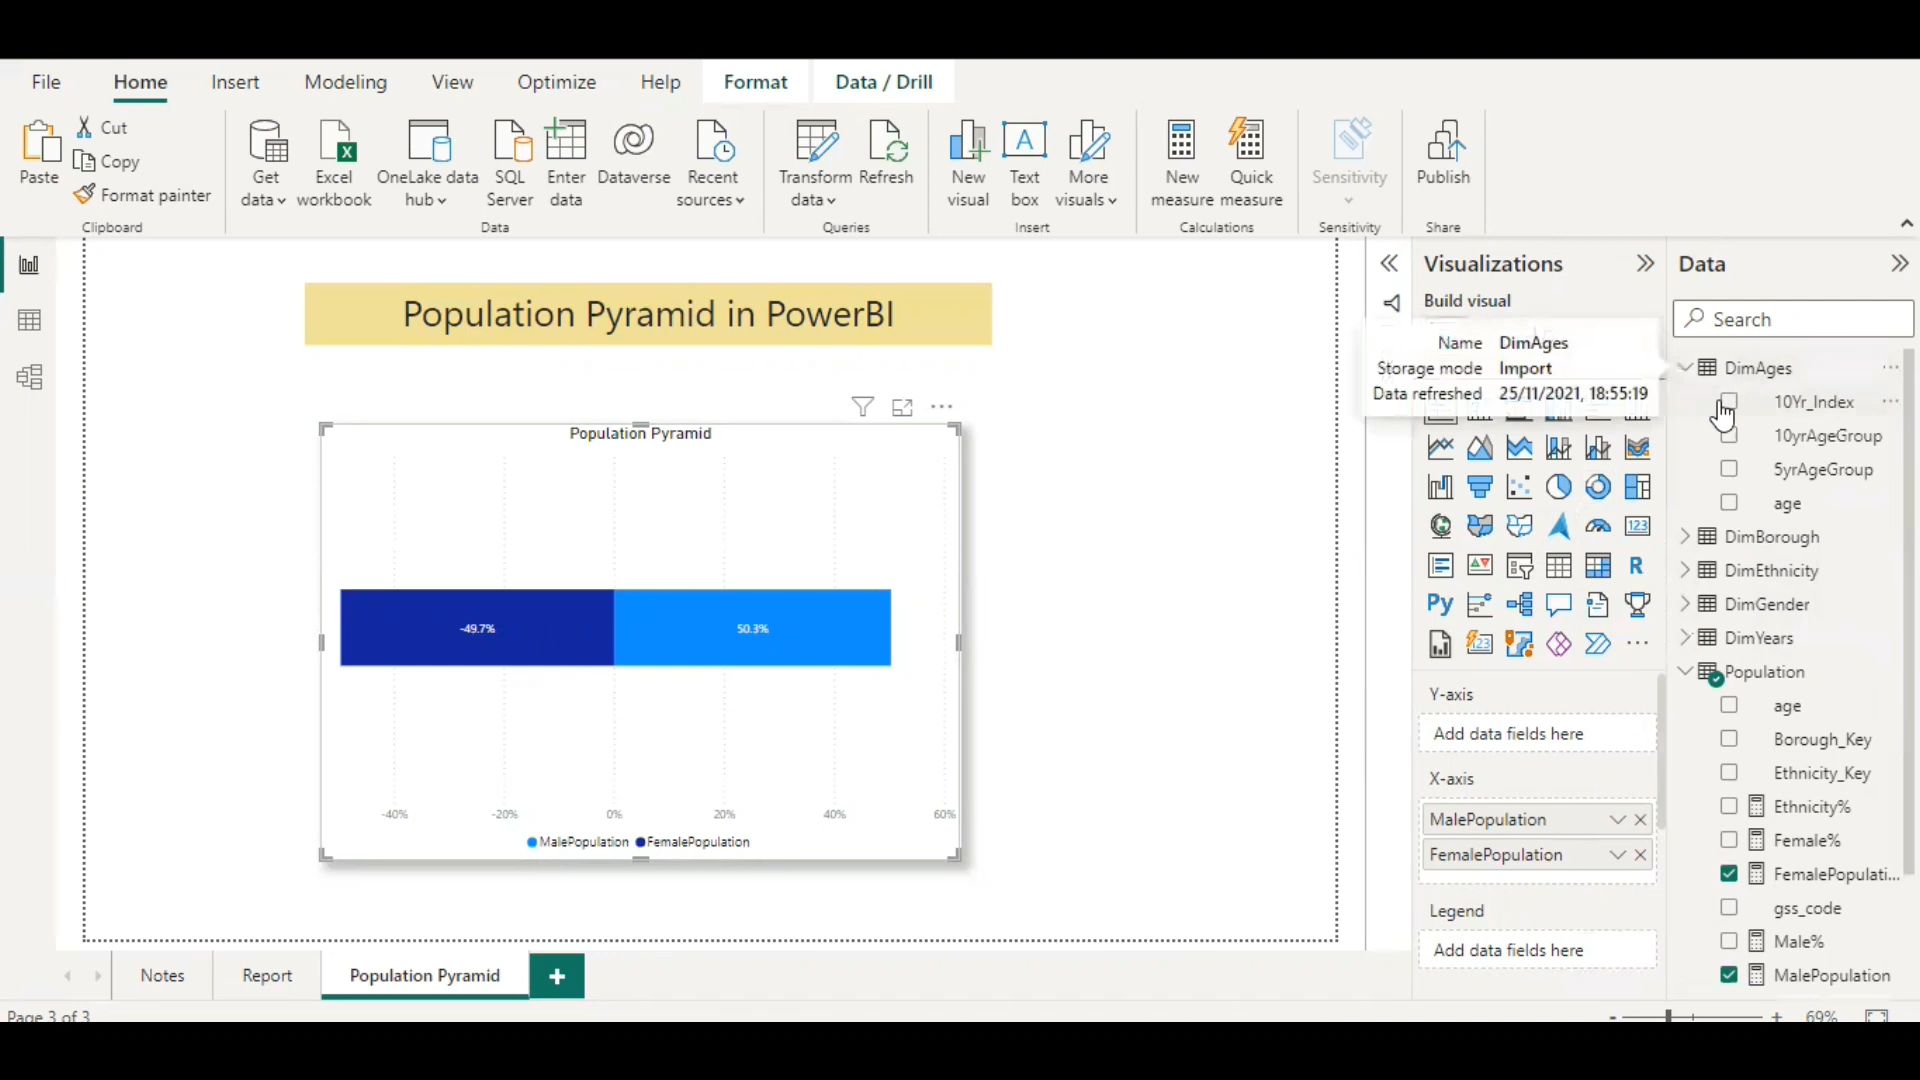 File Home Insert Modeling View Optimize Help Format Data / Drill
Paste
Cut
Copy
Format painter
Clipboard
Get data
Excel workbook
OneLake data hub
SQL Server
Enter data
Dataverse
Recent sources
Data
Transform data
Refresh
Queries
New visual
Text box
More visuals
Insert
New measure
Quick measure
Calculations
Sensitivity
Sensitivity
Publish
Share
Population Pyramid in PowerBI
Population Pyramid
-49.7% 50.3%
-40% -20% 0% 20% 40% 60%
MalePopulation FemalePopulation
Visualizations
Build visual
Name DimAges
Storage mode Import
Data refreshed 25/11/2021, 18:55:19
123
R
Py
123
Y-axis
Add data fields here
X-axis
MalePopulation
FemalePopulation
Legend
Add data fields here
Data
Search
DimAges
10Yr_Index
10yrAgeGroup
5yrAgeGroup
age
DimBorough
DimEthnicity
DimGender
DimYears
Population
age
Borough_Key
Ethnicity_Key
Ethnicity%
Female%
FemalePopulati...
gss_code
Male%
MalePopulation
Notes Report Population Pyramid +
Page 3 of 3
- + 69%